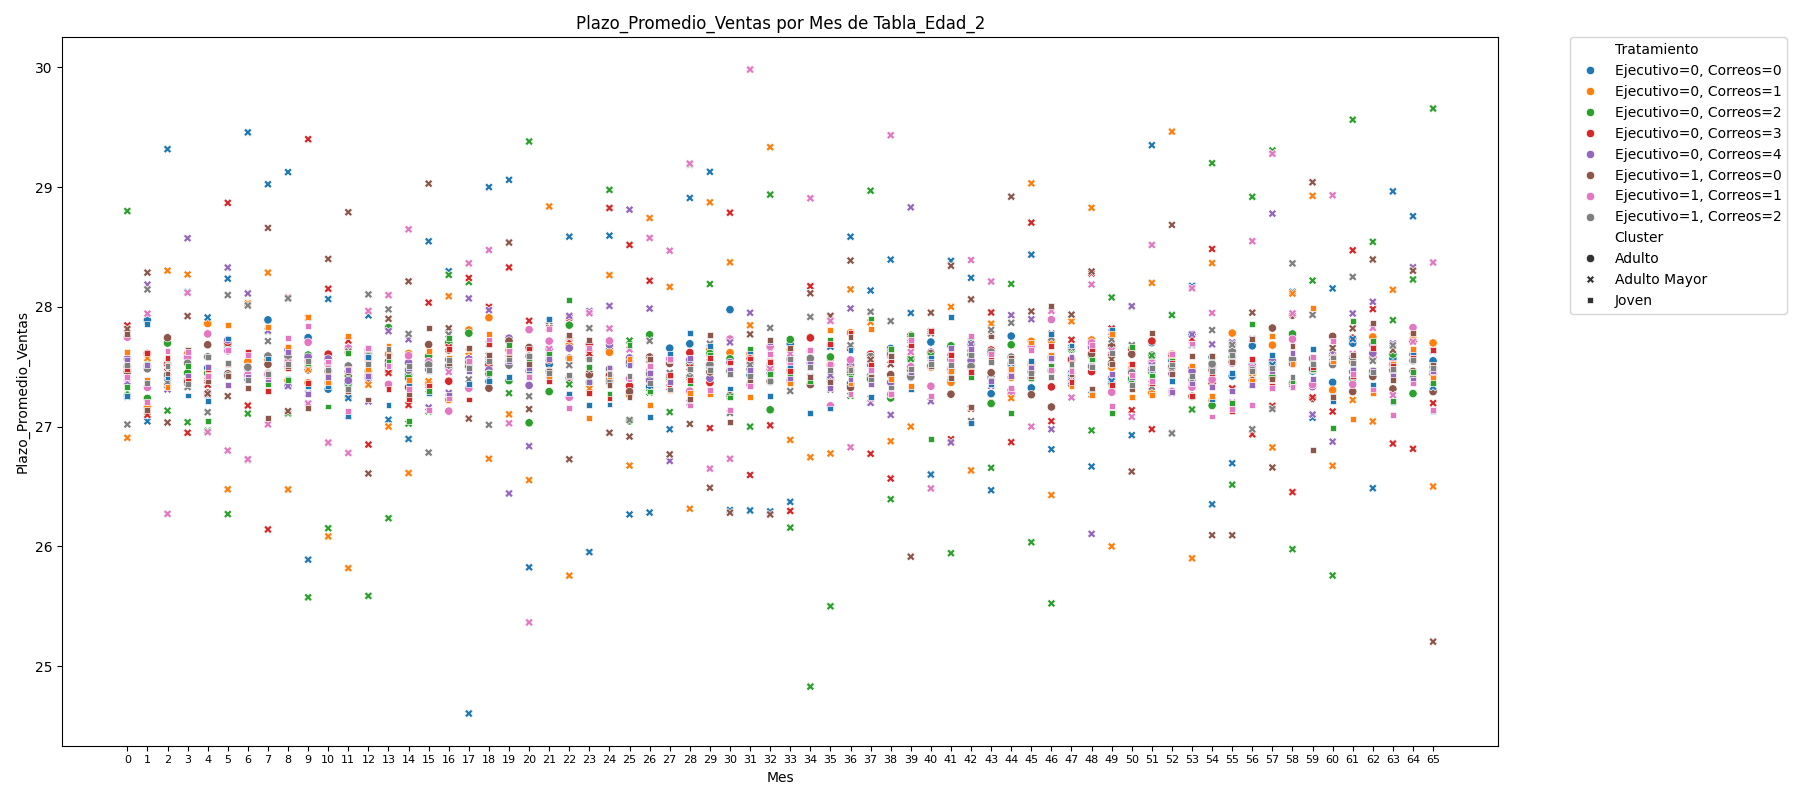 Plazo_Promedio_Ventas por Mes de Tabla_Edad_2
Plazo_Promedio_Ventas
30
29
28
27
26
25
0 1 2 3 4 5 6 7 8 9 10 11 12 13 14 15 16 17 18 19 20 21 22 23 24 25 26 27 28 29 30 31 32 33 34 35 36 37 38 39 40 41 42 43 44 45 46 47 48 49 50 51 52 53 54 55 56 57 58 59 60 61 62 63 64 65
Mes
Tratamiento
Ejecutivo=0, Correos=0
Ejecutivo=0, Correos=1
Ejecutivo=0, Correos=2
Ejecutivo=0, Correos=3
Ejecutivo=0, Correos=4
Ejecutivo=1, Correos=0
Ejecutivo=1, Correos=1
Ejecutivo=1, Correos=2
Cluster
Adulto
Adulto Mayor
Joven